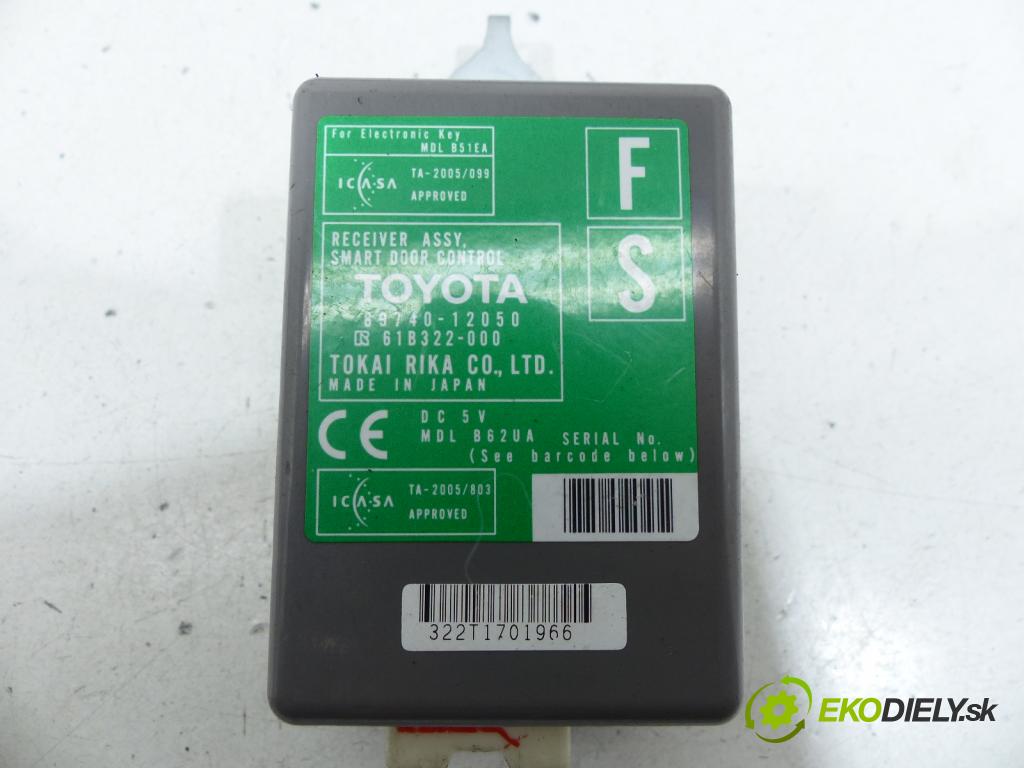 For Electronic Key
MDL B51EA
ICASA
TA-2005/099
APPROVED
F
S
RECEIVER ASSY,
SMART DOOR CONTROL
TOYOTA
89740-12050
61B322-000
TOKAI RIKA CO., LTD.
MADE IN JAPAN
CE
DC 5V
MDL B62UA
SERIAL No.
(See barcode below)
ICASA
TA-2005/803
APPROVED
322T1701966
EKODIELY.sk